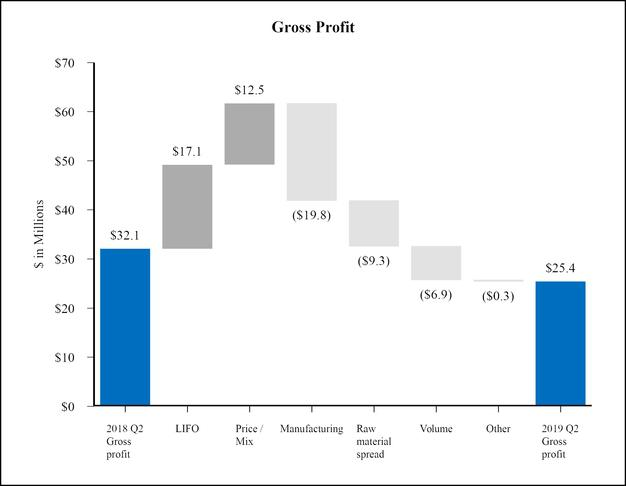 Gross Profit
$ in Millions
$70
$60
$50
$40
$30
$20
$10
$0
$32.1
$17.1
$12.5
($19.8)
($9.3)
($6.9)
($0.3)
$25.4
2018 Q2
Gross
profit
LIFO
Price /
Mix
Manufacturing
Raw
material
spread
Volume
Other
2019 Q2
Gross
profit